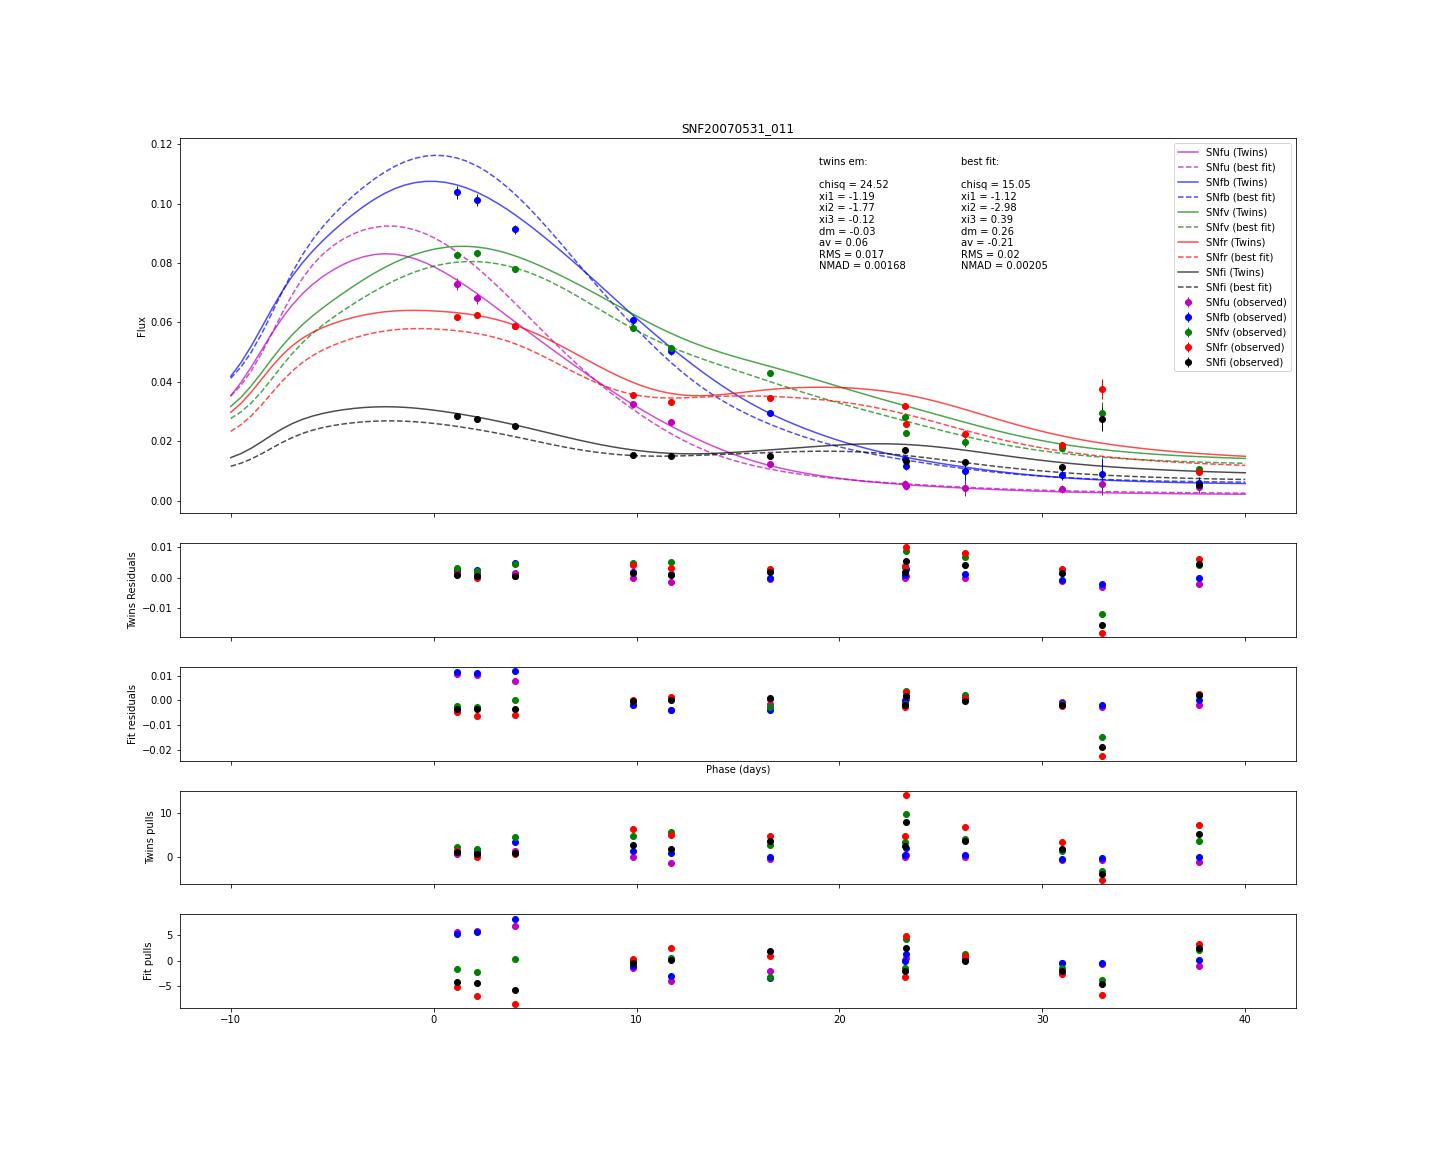 SNF20070531_011
0.12
0.10
0.08
0.06
0.04
0.02
0.00
Flux
twins em:
chisq = 24.52
xi1 = -1.19
xi2 = -1.77
xi3 = -0.12
dm = -0.03
av = 0.06
RMS = 0.017
NMAD = 0.00168
best fit:
chisq = 15.05
xi1 = -1.12
xi2 = -2.98
xi3 = 0.39
dm = 0.26
av = -0.21
RMS = 0.02
NMAD = 0.00205
SNfu (Twins)
SNfu (best fit)
SNfb (Twins)
SNfb (best fit)
SNfv (Twins)
SNfv (best fit)
SNfr (Twins)
SNfr (best fit)
SNfi (Twins)
SNfi (best fit)
SNfu (observed)
SNfb (observed)
SNfv (observed)
SNfr (observed)
SNfi (observed)
0.01
0.00
−0.01
Twins Residuals
0.01
0.00
−0.01
−0.02
Fit residuals
Phase (days)
10
0
Twins pulls
5
0
−5
Fit pulls
−10
0
10
20
30
40